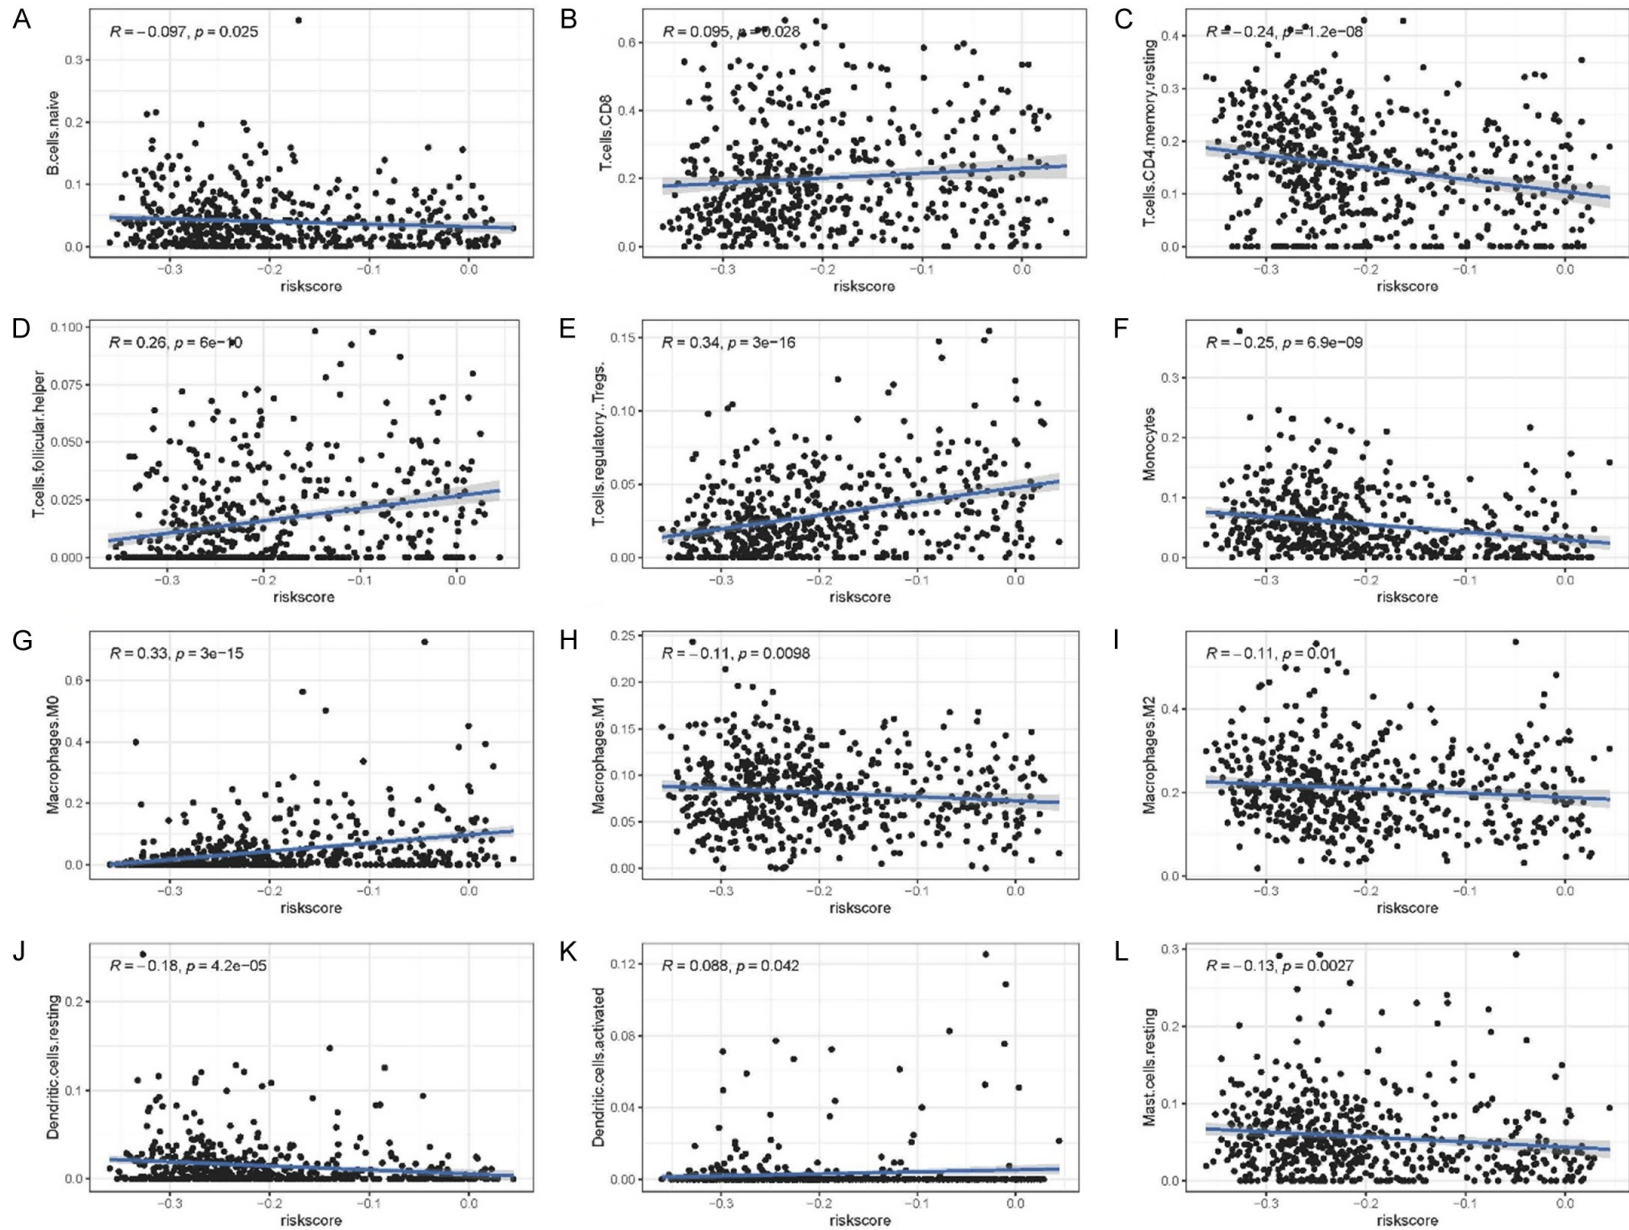 A
R = −0.097, p = 0.025
B.cells.naive
0.3
0.2
0.1
0.0
−0.3 −0.2 −0.1 0.0
riskscore
B
R = 0.095, p = 0.028
T.cells.CD8
0.6
0.4
0.2
0.0
−0.3 −0.2 −0.1 0.0
riskscore
C
R = −0.24, p = 1.2e−08
T.cells.CD4.memory.resting
0.4
0.3
0.2
0.1
0.0
−0.3 −0.2 −0.1 0.0
riskscore
D
R = 0.26, p = 6e−10
T.cells.follicular.helper
0.100
0.075
0.050
0.025
0.000
−0.3 −0.2 −0.1 0.0
riskscore
E
R = 0.34, p = 3e−16
T.cells.regulatory..Tregs.
0.15
0.10
0.05
0.00
−0.3 −0.2 −0.1 0.0
riskscore
F
R = −0.25, p = 6.9e−09
Monocytes
0.3
0.2
0.1
0.0
−0.3 −0.2 −0.1 0.0
riskscore
G
R = 0.33, p = 3e−15
Macrophages.M0
0.6
0.4
0.2
0.0
−0.3 −0.2 −0.1 0.0
riskscore
H
R = −0.11, p = 0.0098
Macrophages.M1
0.25
0.20
0.15
0.10
0.05
0.00
−0.3 −0.2 −0.1 0.0
riskscore
I
R = −0.11, p = 0.01
Macrophages.M2
0.4
0.2
0.0
−0.3 −0.2 −0.1 0.0
riskscore
J
R = −0.18, p = 4.2e−05
Dendritic.cells.resting
0.2
0.1
0.0
−0.3 −0.2 −0.1 0.0
riskscore
K
R = 0.088, p = 0.042
Dendritic.cells.activated
0.12
0.08
0.04
0.00
−0.3 −0.2 −0.1 0.0
riskscore
L
R = −0.13, p = 0.0027
Mast.cells.resting
0.3
0.2
0.1
0.0
−0.3 −0.2 −0.1 0.0
riskscore